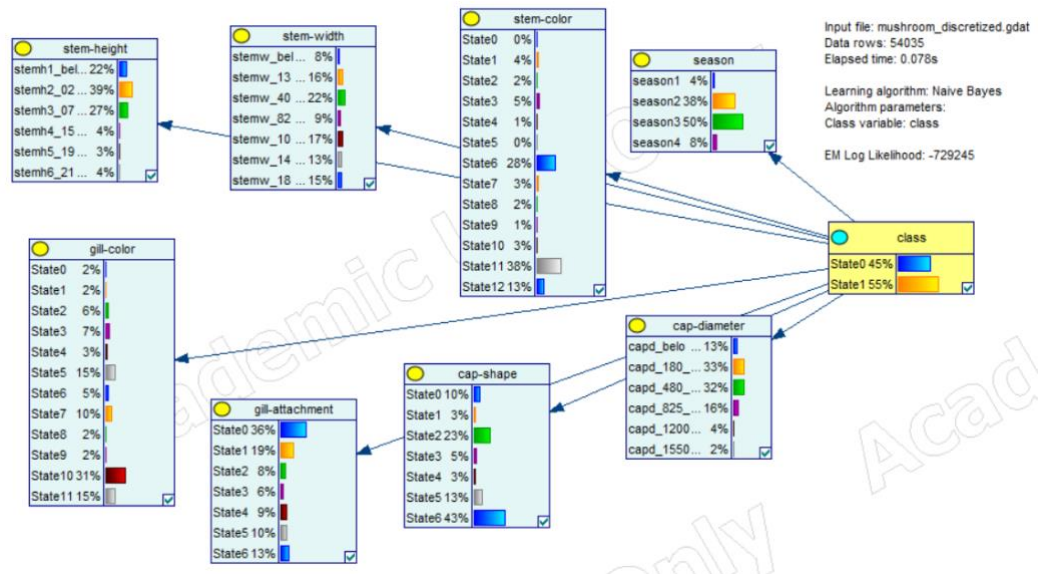 stem-height
stemh1_bel... 22%
stemh2_02 ... 39%
stemh3_07 ... 27%
stemh4_15 ... 4%
stemh5_19 ... 3%
stemh6_21 ... 4%
stem-width
stemw_bel... 8%
stemw_13 ... 16%
stemw_40 ... 22%
stemw_82 ... 9%
stemw_10 ... 17%
stemw_14 ... 13%
stemw_18 ... 15%
stem-color
State0 0%
State1 4%
State2 2%
State3 5%
State4 1%
State5 0%
State6 28%
State7 3%
State8 2%
State9 1%
State10 3%
State11 38%
State12 13%
season
season1 4%
season2 38%
season3 50%
season4 8%
Input file: mushroom_discretized.gdat
Data rows: 54035
Elapsed time: 0.078s
Learning algorithm: Naive Bayes
Algorithm parameters:
Class variable: class
EM Log Likelihood: -729245
class
State0 45%
State1 55%
gill-color
State0 2%
State1 2%
State2 6%
State3 7%
State4 3%
State5 15%
State6 5%
State7 10%
State8 2%
State9 2%
State10 31%
State11 15%
gill-attachment
State0 36%
State1 19%
State2 8%
State3 6%
State4 9%
State5 10%
State6 13%
cap-shape
State0 10%
State1 3%
State2 23%
State3 5%
State4 3%
State5 13%
State6 43%
cap-diameter
capd_belo ... 13%
capd_180_... 33%
capd_480_... 32%
capd_825_... 16%
capd_1200... 4%
capd_1550... 2%
ademic U
Only
Acad